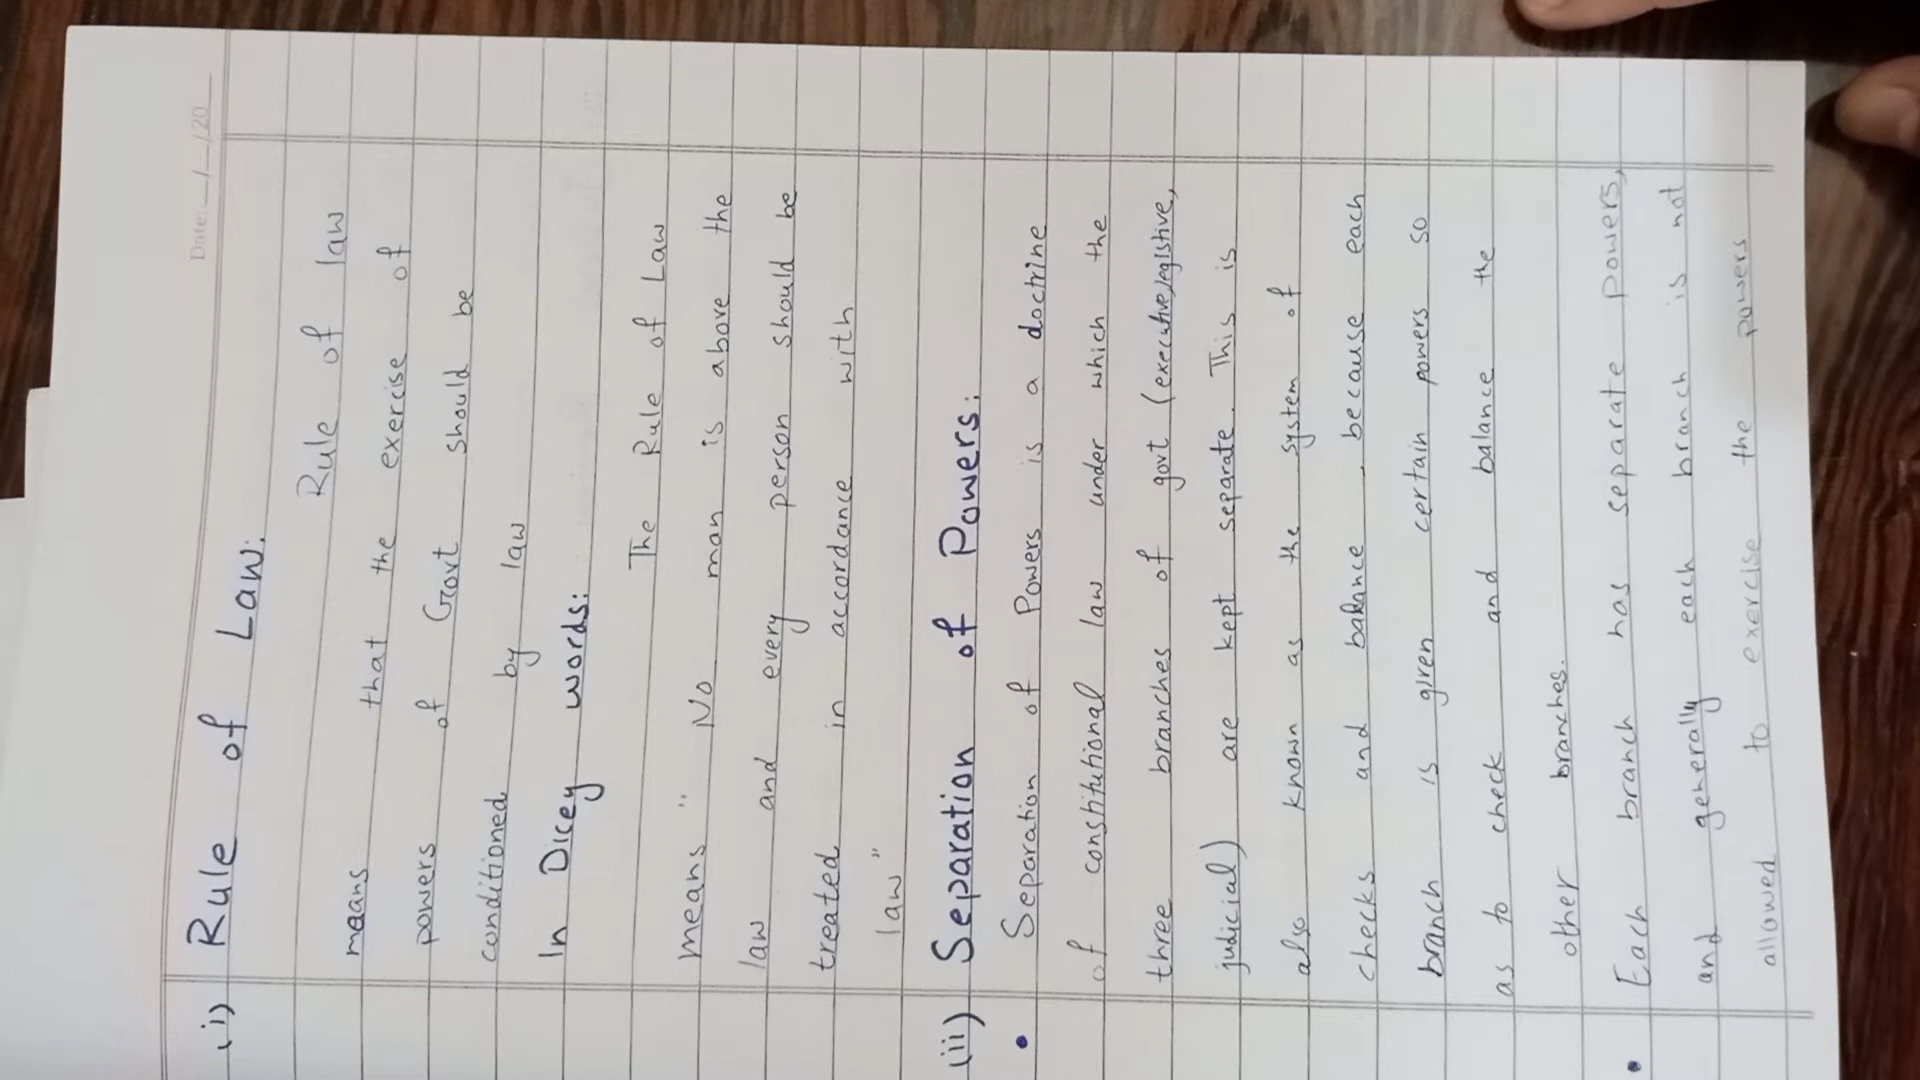 Date: __/__/20
(i) Rule of Law:
Rule of law
means that the exercise of
powers of Govt should be
conditioned by law
In Dicey words:
The Rule of Law
means " No man is above the
law and every person should be
treated in accordance with
law"
(ii) Separation of Powers:
• Separation of Powers is a doctrine
of constitutional law under which the
three branches of govt (executive, legistive,
judicial) are kept separate. This is
also known as the system of
checks and balance, because each
branch is given certain powers so
as to check and balance the
other branches.
• Each branch has separate powers,
and generally each branch is not
allowed to exercise the powers